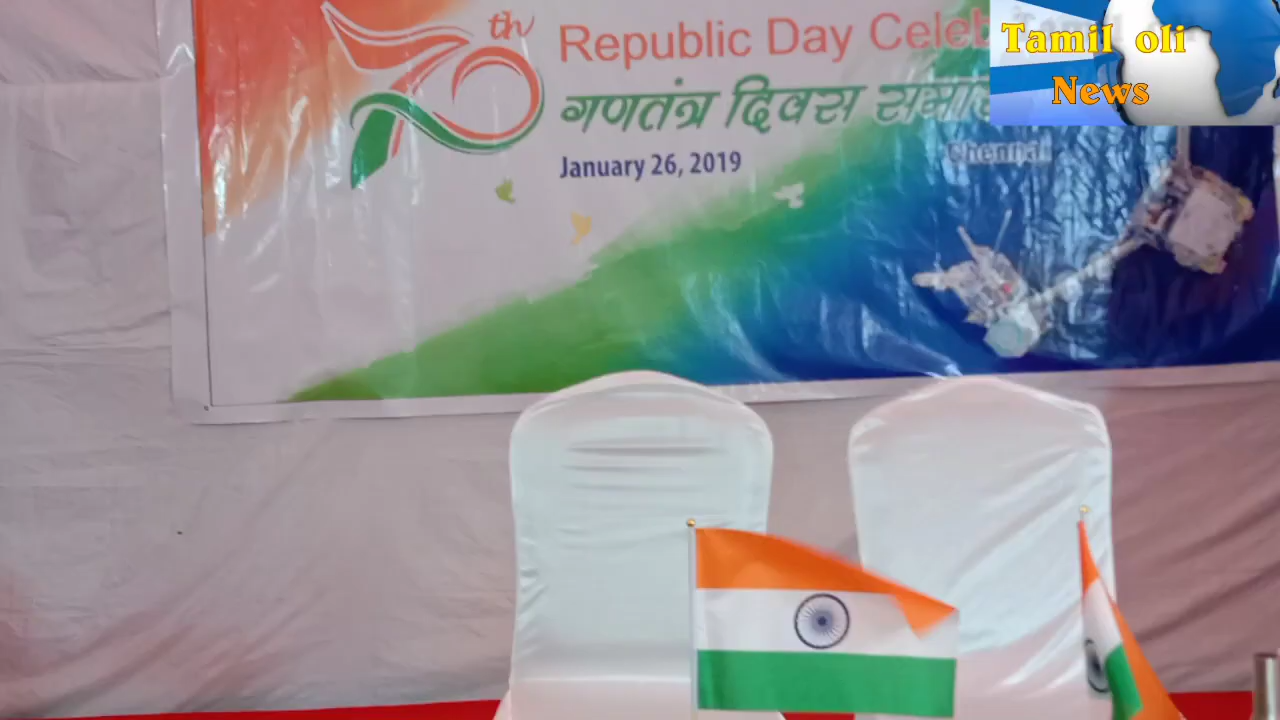 70th
Republic Day Celeb
गणतंत्र दिवस समा
January 26, 2019
Chennai
Tamil oli
News